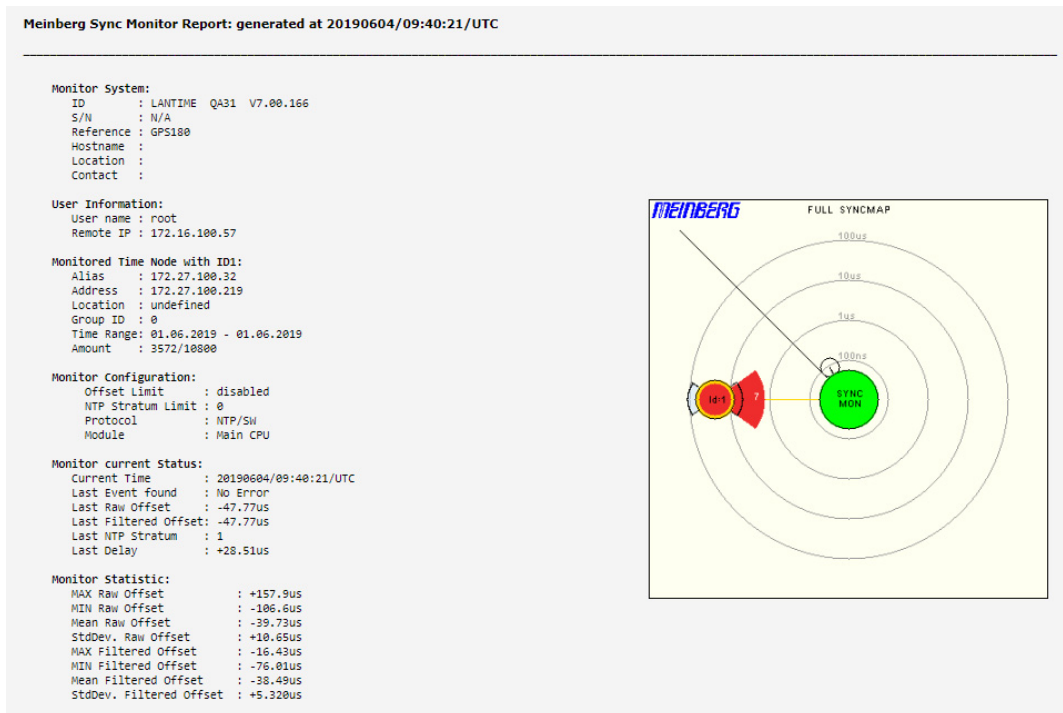 Meinberg Sync Monitor Report: generated at 20190604/09:40:21/UTC
Monitor System:
ID : LANTIME QA31 V7.00.166
S/N : N/A
Reference : GPS180
Hostname :
Location :
Contact :
User Information:
User name : root
Remote IP : 172.16.100.57
Monitored Time Node with ID1:
Alias : 172.27.100.32
Address : 172.27.100.219
Location : undefined
Group ID : 0
Time Range: 01.06.2019 - 01.06.2019
Amount : 3572/10800
Monitor Configuration:
Offset Limit : disabled
NTP Stratum Limit : 0
Protocol : NTP/SW
Module : Main CPU
Monitor current Status:
Current Time : 20190604/09:40:21/UTC
Last Event found : No Error
Last Raw Offset : -47.77us
Last Filtered Offset: -47.77us
Last NTP Stratum : 1
Last Delay : +28.51us
Monitor Statistic:
MAX Raw Offset : +157.9us
MIN Raw Offset : -106.6us
Mean Raw Offset : -39.73us
StdDev. Raw Offset : +10.65us
MAX Filtered Offset : -16.43us
MIN Filtered Offset : -76.01us
Mean Filtered Offset : -38.49us
StdDev. Filtered Offset : +5.320us
MEINBERG
FULL SYNCMAP
100us
10us
1us
100ns
Id:1
?
SYNC
MON